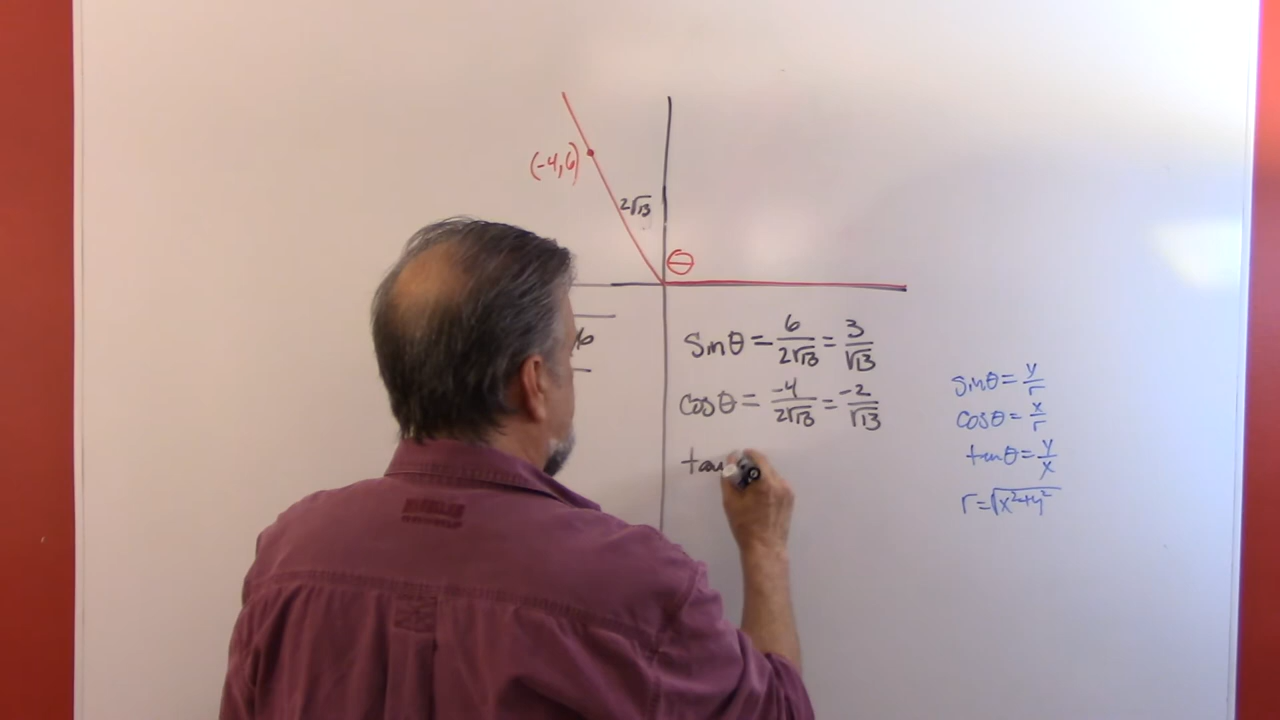 (-4,6)
2√13
θ
sinθ = 6/2√13 = 3/√13
cosθ = -4/2√13 = -2/√13
tan
sinθ = y/r
cosθ = x/r
tanθ = y/x
r = √x²+y²